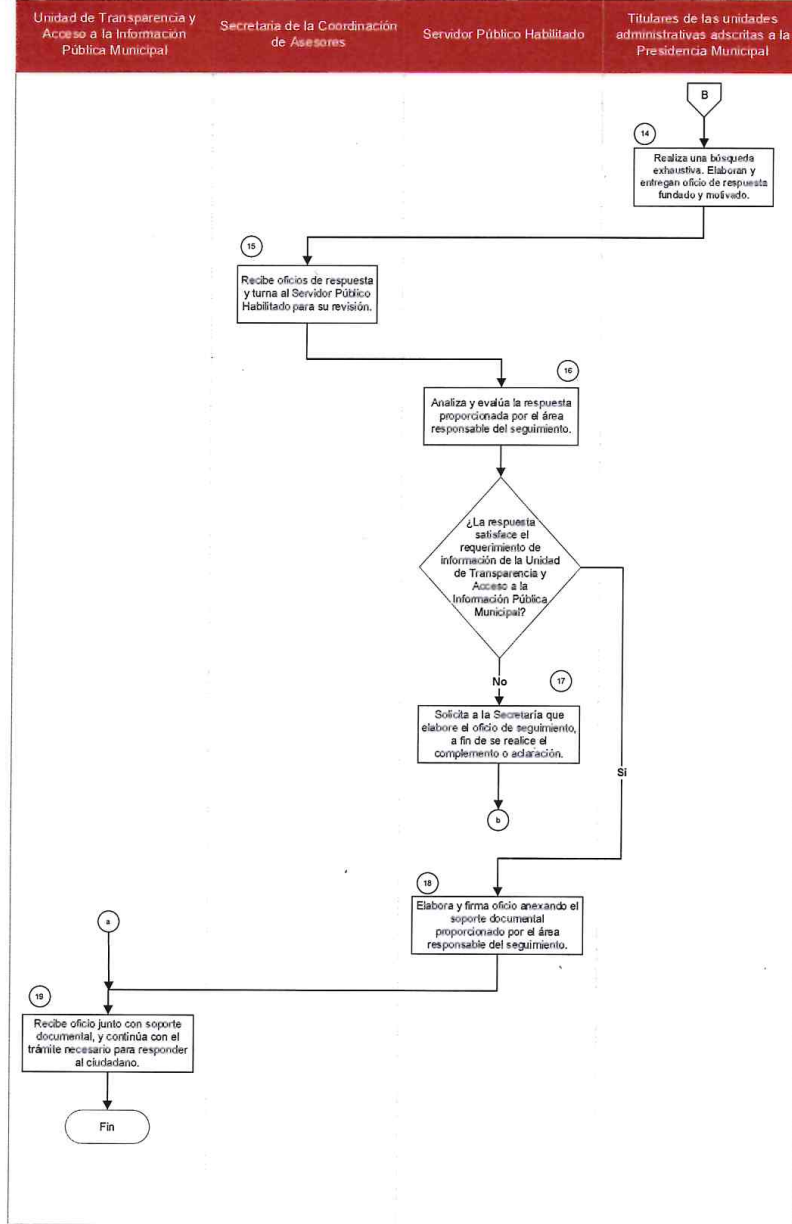 Unidad de Transparencia y
Acceso a la Información
Pública Municipal
Secretaria de la Coordinación
de Asesores
Servidor Público Habilitado
Titulares de las unidades
administrativas adscritas a la
Presidencia Municipal
B
14
Realiza una búsqueda
exhaustiva. Elaboran y
entregan oficio de respuesta
fundado y motivado.
15
Recibe oficios de respuesta
y turna al Servidor Público
Habilitado para su revisión.
16
Analiza y evalúa la respuesta
proporcionada por el área
responsable del seguimiento.
¿La respuesta
satisface el
requerimiento de
información de la Unidad
de Transparencia y
Acceso a la
Información Pública
Municipal?
No
17
Solicita a la Secretaria que
elabore el oficio de seguimiento,
a fin de se realice el
complemento o aclaración.
Si
b
18
Elabora y firma oficio anexando el
soporte documental
proporcionado por el área
responsable del seguimiento.
a
19
Recibe oficio junto con soporte
documental, y continúa con el
trámite necesario para responder
al ciudadano.
Fin